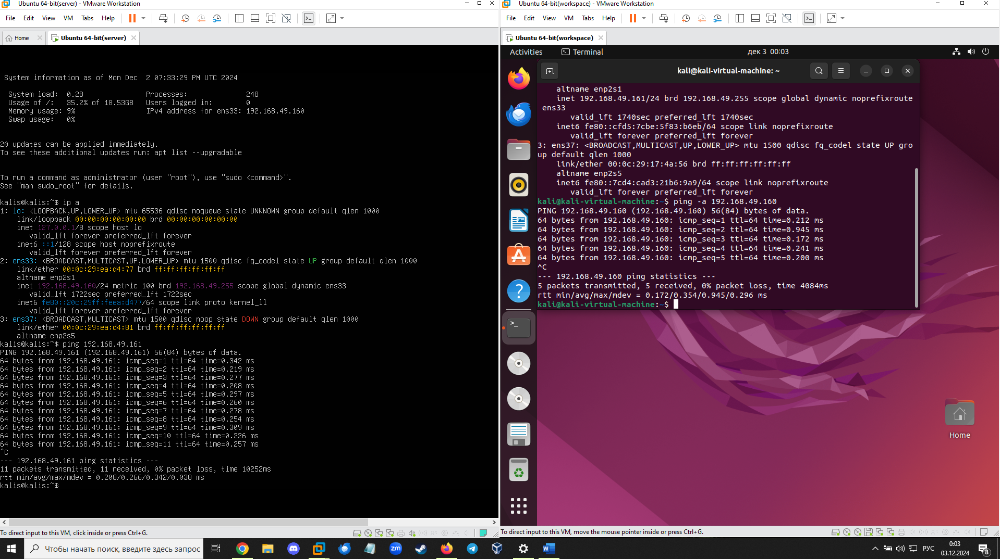 Ubuntu 64-bit(server) - VMware Workstation
File Edit View VM Tabs Help
Home
Ubuntu 64-bit(server)
System information as of Mon Dec  2 07:33:29 PM UTC 2024
System load:  0.28 Processes: 248
Usage of /:   35.2% of 18.53GB Users logged in: 0
Memory usage: 9% IPv4 address for ens33: 192.168.49.160
Swap usage:   0%
20 updates can be applied immediately.
To see these additional updates run: apt list --upgradable
To run a command as administrator (user "root"), use "sudo <command>".
See "man sudo_root" for details.
kalis@kalis:~$ ip a
1: lo: <LOOPBACK,UP,LOWER_UP> mtu 65536 qdisc noqueue state UNKNOWN group default qlen 1000
link/loopback 00:00:00:00:00:00 brd 00:00:00:00:00:00
inet 127.0.0.1/8 scope host lo
valid_lft forever preferred_lft forever
inet6 ::1/128 scope host noprefixroute
valid_lft forever preferred_lft forever
2: ens33: <BROADCAST,MULTICAST,UP,LOWER_UP> mtu 1500 qdisc fq_codel state UP group default qlen 1000
link/ether 00:0c:29:ea:d4:77 brd ff:ff:ff:ff:ff:ff
altname enp2s1
inet 192.168.49.160/24 metric 100 brd 192.168.49.255 scope global dynamic ens33
valid_lft 1722sec preferred_lft 1722sec
inet6 fe80::20c:29ff:feea:d477/64 scope link proto kernel_ll
valid_lft forever preferred_lft forever
3: ens37: <BROADCAST,MULTICAST> mtu 1500 qdisc noop state DOWN group default qlen 1000
link/ether 00:0c:29:ea:d4:81 brd ff:ff:ff:ff:ff:ff
altname enp2s5
kalis@kalis:~$ ping 192.168.49.161
PING 192.168.49.161 (192.168.49.161) 56(84) bytes of data.
64 bytes from 192.168.49.161: icmp_seq=1 ttl=64 time=0.342 ms
64 bytes from 192.168.49.161: icmp_seq=2 ttl=64 time=0.219 ms
64 bytes from 192.168.49.161: icmp_seq=3 ttl=64 time=0.277 ms
64 bytes from 192.168.49.161: icmp_seq=4 ttl=64 time=0.208 ms
64 bytes from 192.168.49.161: icmp_seq=5 ttl=64 time=0.297 ms
64 bytes from 192.168.49.161: icmp_seq=6 ttl=64 time=0.260 ms
64 bytes from 192.168.49.161: icmp_seq=7 ttl=64 time=0.278 ms
64 bytes from 192.168.49.161: icmp_seq=8 ttl=64 time=0.254 ms
64 bytes from 192.168.49.161: icmp_seq=9 ttl=64 time=0.309 ms
64 bytes from 192.168.49.161: icmp_seq=10 ttl=64 time=0.226 ms
64 bytes from 192.168.49.161: icmp_seq=11 ttl=64 time=0.257 ms
^C
--- 192.168.49.161 ping statistics ---
11 packets transmitted, 11 received, 0% packet loss, time 10252ms
rtt min/avg/max/mdev = 0.208/0.266/0.342/0.038 ms
kalis@kalis:~$
To direct input to this VM, click inside or press Ctrl+G.
Ubuntu 64-bit(workspace) - VMware Workstation
File Edit View VM Tabs Help
Ubuntu 64-bit(workspace)
Activities Terminal дек 3 00:03
kali@kali-virtual-machine: ~
altname enp2s1
inet 192.168.49.161/24 brd 192.168.49.255 scope global dynamic noprefixroute
ens33
valid_lft 1740sec preferred_lft 1740sec
inet6 fe80::cfd5:7cbe:5f83:b6eb/64 scope link noprefixroute
valid_lft forever preferred_lft forever
3: ens37: <BROADCAST,MULTICAST,UP,LOWER_UP> mtu 1500 qdisc fq_codel state UP gro
up default qlen 1000
link/ether 00:0c:29:17:4a:56 brd ff:ff:ff:ff:ff:ff
altname enp2s5
inet6 fe80::7cd4:cad3:21b6:9a9/64 scope link noprefixroute
valid_lft forever preferred_lft forever
kali@kali-virtual-machine:~$ ping -a 192.168.49.160
PING 192.168.49.160 (192.168.49.160) 56(84) bytes of data.
64 bytes from 192.168.49.160: icmp_seq=1 ttl=64 time=0.212 ms
64 bytes from 192.168.49.160: icmp_seq=2 ttl=64 time=0.945 ms
64 bytes from 192.168.49.160: icmp_seq=3 ttl=64 time=0.172 ms
64 bytes from 192.168.49.160: icmp_seq=4 ttl=64 time=0.241 ms
64 bytes from 192.168.49.160: icmp_seq=5 ttl=64 time=0.200 ms
^C
--- 192.168.49.160 ping statistics ---
5 packets transmitted, 5 received, 0% packet loss, time 4084ms
rtt min/avg/max/mdev = 0.172/0.354/0.945/0.296 ms
kali@kali-virtual-machine:~$
Home
To direct input to this VM, move the mouse pointer inside or press Ctrl+G.
Чтобы начать поиск, введите здесь запрос
zm
W
РУС
0:03
03.12.2024
8